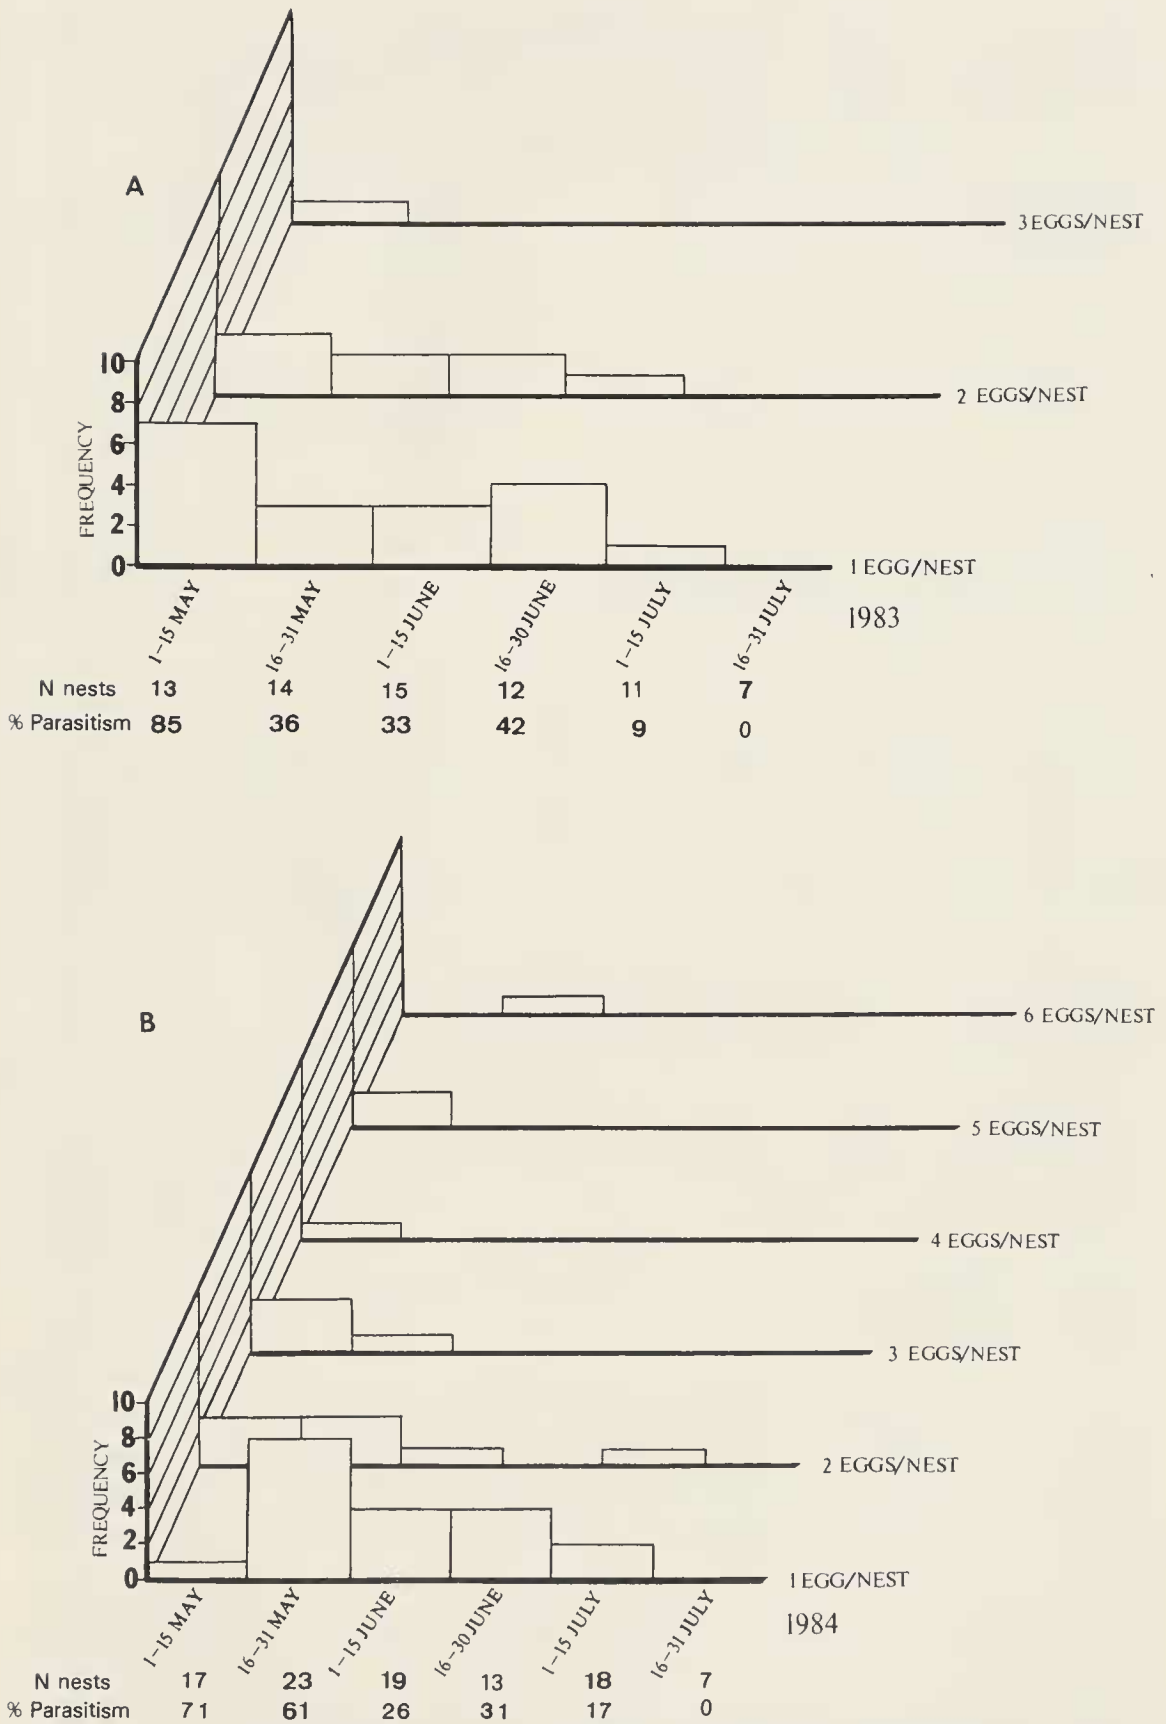 A
3 EGGS/NEST
2 EGGS/NEST
10
8
6
4
2
0
FREQUENCY
1 EGG/NEST
1983
1–15 MAY
16–31 MAY
1–15 JUNE
16–30 JUNE
1–15 JULY
16–31 JULY
N nests 13 14 15 12 11 7
% Parasitism 85 36 33 42 9 0
B
6 EGGS/NEST
5 EGGS/NEST
4 EGGS/NEST
3 EGGS/NEST
2 EGGS/NEST
10
8
6
4
2
0
FREQUENCY
1 EGG/NEST
1984
1–15 MAY
16–31 MAY
1–15 JUNE
16–30 JUNE
1–15 JULY
16–31 JULY
N nests 17 23 19 13 18 7
% Parasitism 71 61 26 31 17 0